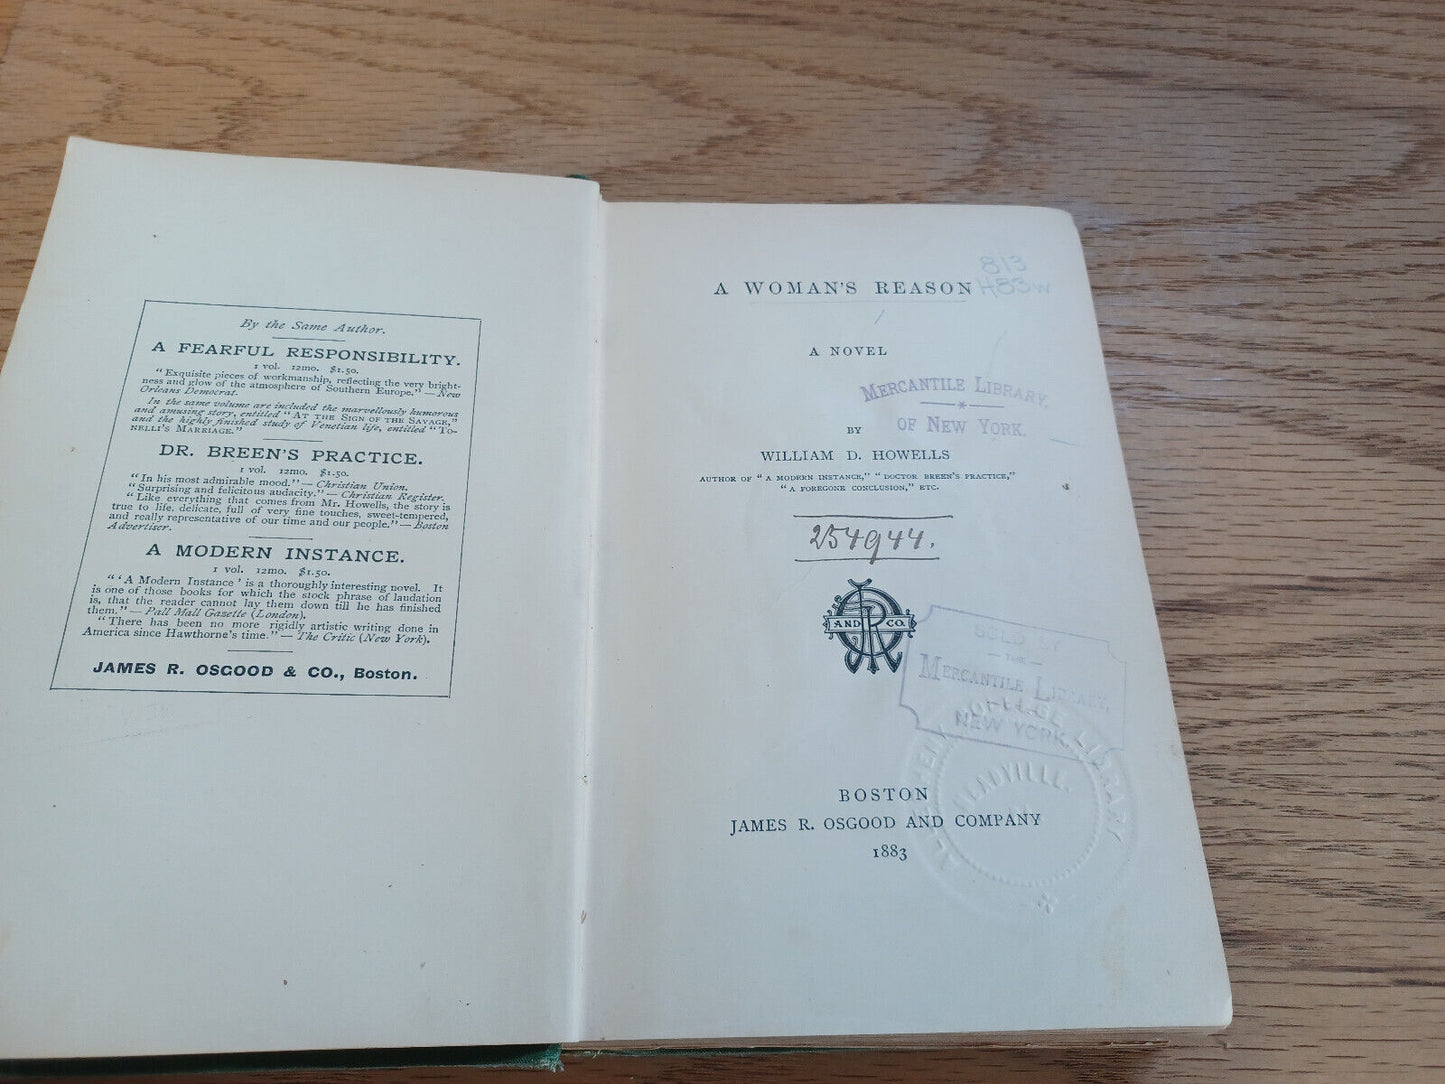 By the Same Author.
A FEARFUL RESPONSIBILITY.
1 vol. 12mo. $1.50.
"Exquisite pieces of workmanship, reflecting the very bright-
ness and glow of the atmosphere of Southern Europe." — New
Orleans Democrat.
In the same volume are included the marvellously humorous
and amusing story, entitled "AT THE SIGN OF THE SAVAGE,"
and the highly finished study of Venetian life, entitled "TO-
NELLI'S MARRIAGE."
DR. BREEN'S PRACTICE.
1 vol. 12mo. $1.50.
"In his most admirable mood." — Christian Union.
"Surprising and felicitous audacity." — Christian Register.
"Like everything that comes from Mr. Howells, the story is
true to life, delicate, full of very fine touches, sweet-tempered,
and really representative of our time and our people." — Boston
Advertiser.
A MODERN INSTANCE.
1 vol. 12mo. $1.50.
"'A Modern Instance' is a thoroughly interesting novel. It
is one of those books for which the stock phrase of laudation
is, that the reader cannot lay them down till he has finished
them." — Pall Mall Gazette (London).
"There has been no more rigidly artistic writing done in
America since Hawthorne's time." — The Critic (New York).
JAMES R. OSGOOD & CO., Boston.
813
H83w
A WOMAN'S REASON
A NOVEL
MERCANTILE LIBRARY,
OF NEW YORK.
BY
WILLIAM D. HOWELLS
AUTHOR OF "A MODERN INSTANCE," "DOCTOR BREEN'S PRACTICE,"
"A FOREGONE CONCLUSION," ETC.
254944.
JRO AND CO.
SOLD BY
— THE —
MERCANTILE LIBRARY,
NEW YORK.
ALLEGHENY COLLEGE LIBRARY
MEADVILLE.
BOSTON
JAMES R. OSGOOD AND COMPANY
1883